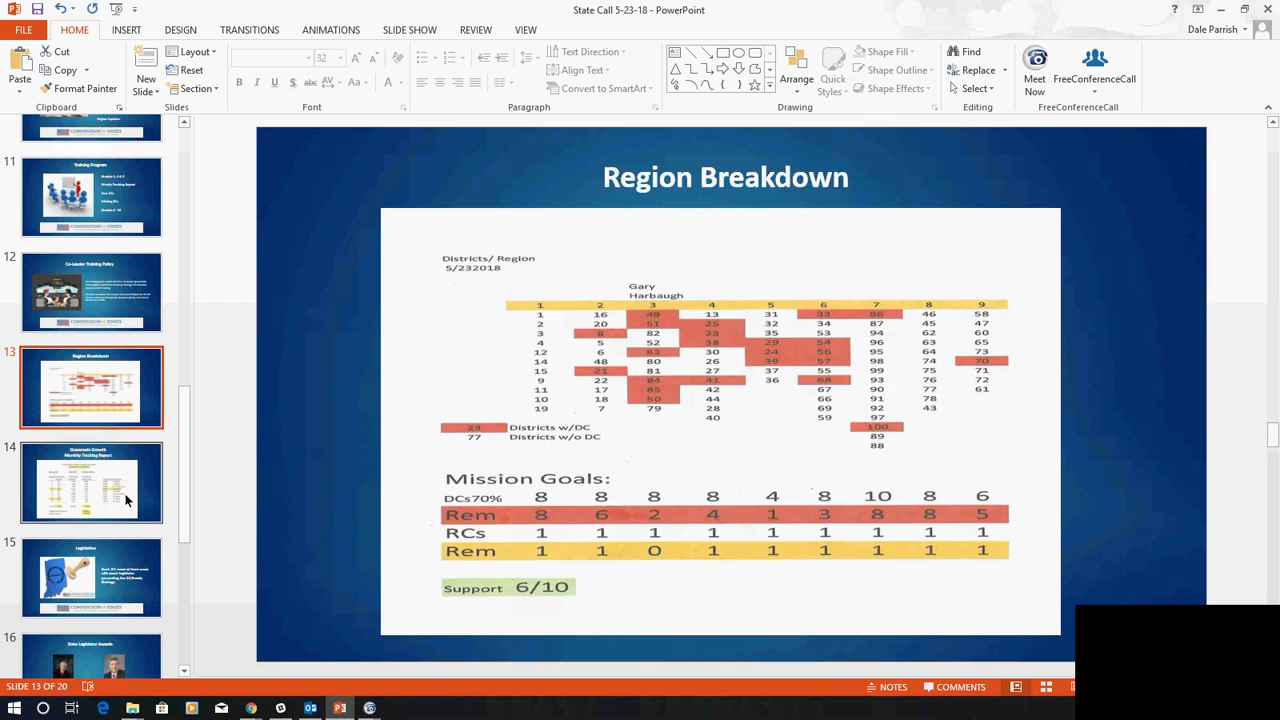 State Call 5-23-18 - PowerPoint
FILE HOME INSERT DESIGN TRANSITIONS ANIMATIONS SLIDE SHOW REVIEW VIEW Dale Parrish
Cut Layout 32 Text Direction Shape Fill Find
Paste Copy New Slide Reset Align Text Arrange Quick Styles Shape Outline Replace Meet Now FreeConferenceCall
Format Painter Section B I U S abc AV Aa A Convert to SmartArt Shape Effects Select
Clipboard Slides Font Paragraph Drawing Editing FreeConferenceCall
11
Training Program
12
Co-Leader Training Policy
13
Region Breakdown
14
Grassroots Growth
Monthly Tracking Report
15
Legislative
16
State Legislator Awards
Region Breakdown
Districts/ Region
5/232018
Gary
Harbaugh
1 2 3 4 5 6 7 8 9
1 16 49 13 31 33 86 46 58
2 20 51 25 32 34 87 45 47
3 8 82 23 35 53 94 62 60
4 5 52 38 29 54 95 63 65
12 6 83 30 24 56 96 64 73
14 48 80 26 39 57 98 74 70
15 21 81 27 37 55 99 75 71
9 22 84 41 36 68 93 76 72
11 17 85 42 67 90 77 61
10 18 50 44 66 91 78
19 7 79 28 69 92 43
40 59 97
23 Districts w/DC 100
77 Districts w/o DC 89
88
Mission Goals:
DCs70% 8 8 8 8 4 8 10 8 6
Rem 8 6 2 4 1 3 8 8 5
RCs 1 1 1 1 1 1 1 1 1
Rem 1 1 0 1 1 1 1 1 1
Support 6/10
SLIDE 13 OF 20 NOTES COMMENTS